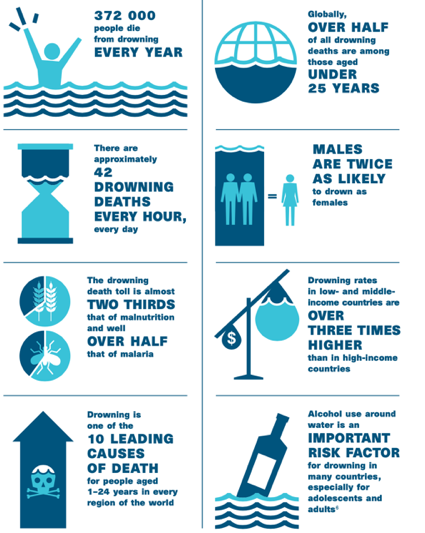 372 000
people die
from drowning
EVERY YEAR
Globally,
OVER HALF
of all drowning
deaths are among
those aged
UNDER
25 YEARS
There are
approximately
42
DROWNING
DEATHS
EVERY HOUR,
every day
MALES
ARE TWICE
AS LIKELY
to drown as
females
=
The drowning
death toll is almost
TWO THIRDS
that of malnutrition
and well
OVER HALF
that of malaria
$
Drowning rates
in low- and middle-
income countries are
OVER
THREE TIMES
HIGHER
than in high-income
countries
Drowning is
one of the
10 LEADING
CAUSES
OF DEATH
for people aged
1–24 years in every
region of the world
Alcohol use around
water is an
IMPORTANT
RISK FACTOR
for drowning in
many countries,
especially for
adolescents and
adults